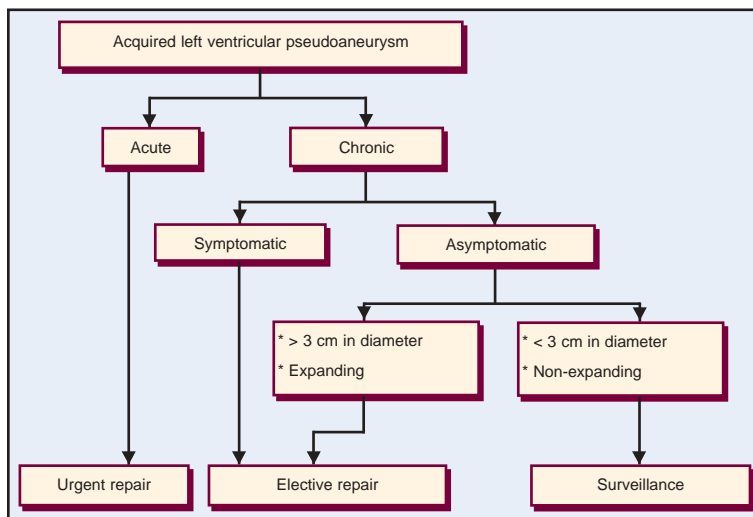 Acquired left ventricular pseudoaneurysm
Acute
Chronic
Symptomatic
Asymptomatic
* > 3 cm in diameter
* Expanding
* < 3 cm in diameter
* Non-expanding
Urgent repair
Elective repair
Surveillance